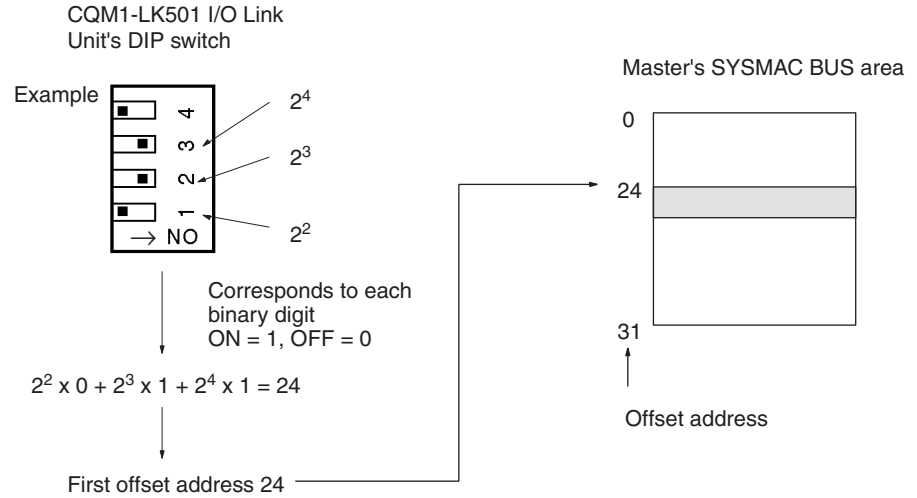 CQM1-LK501 I/O Link
Unit's DIP switch
Example
4
3
2
1
→ NO
2⁴
2³
2²
Corresponds to each
binary digit
ON = 1, OFF = 0
2² x 0 + 2³ x 1 + 2⁴ x 1 = 24
First offset address 24
Master's SYSMAC BUS area
0
24
31
Offset address